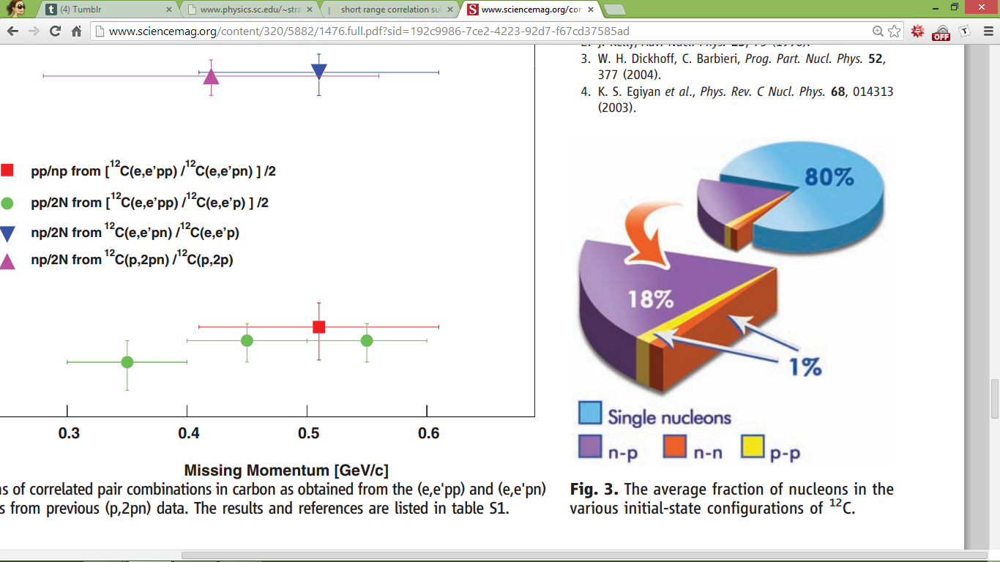 (4) Tumblr
www.physics.sc.edu/~stra
short range correlation su
www.sciencemag.org/cor
www.sciencemag.org/content/320/5882/1476.full.pdf?sid=192c9986-7ce2-4223-92d7-f67cd37585ad
OFF
3. W. H. Dickhoff, C. Barbieri, Prog. Part. Nucl. Phys. 52,
377 (2004).
4. K. S. Egiyan et al., Phys. Rev. C Nucl. Phys. 68, 014313
(2003).
pp/np from [¹²C(e,e’pp) /¹²C(e,e’pn) ] /2
pp/2N from [¹²C(e,e’pp) /¹²C(e,e’p) ] /2
np/2N from ¹²C(e,e’pn) /¹²C(e,e’p)
np/2N from ¹²C(p,2pn) /¹²C(p,2p)
0.3 0.4 0.5 0.6
Missing Momentum [GeV/c]
ns of correlated pair combinations in carbon as obtained from the (e,e'pp) and (e,e'pn)
s from previous (p,2pn) data. The results and references are listed in table S1.
80%
18%
1%
Single nucleons
n-p n-n p-p
Fig. 3. The average fraction of nucleons in the
various initial-state configurations of ¹²C.